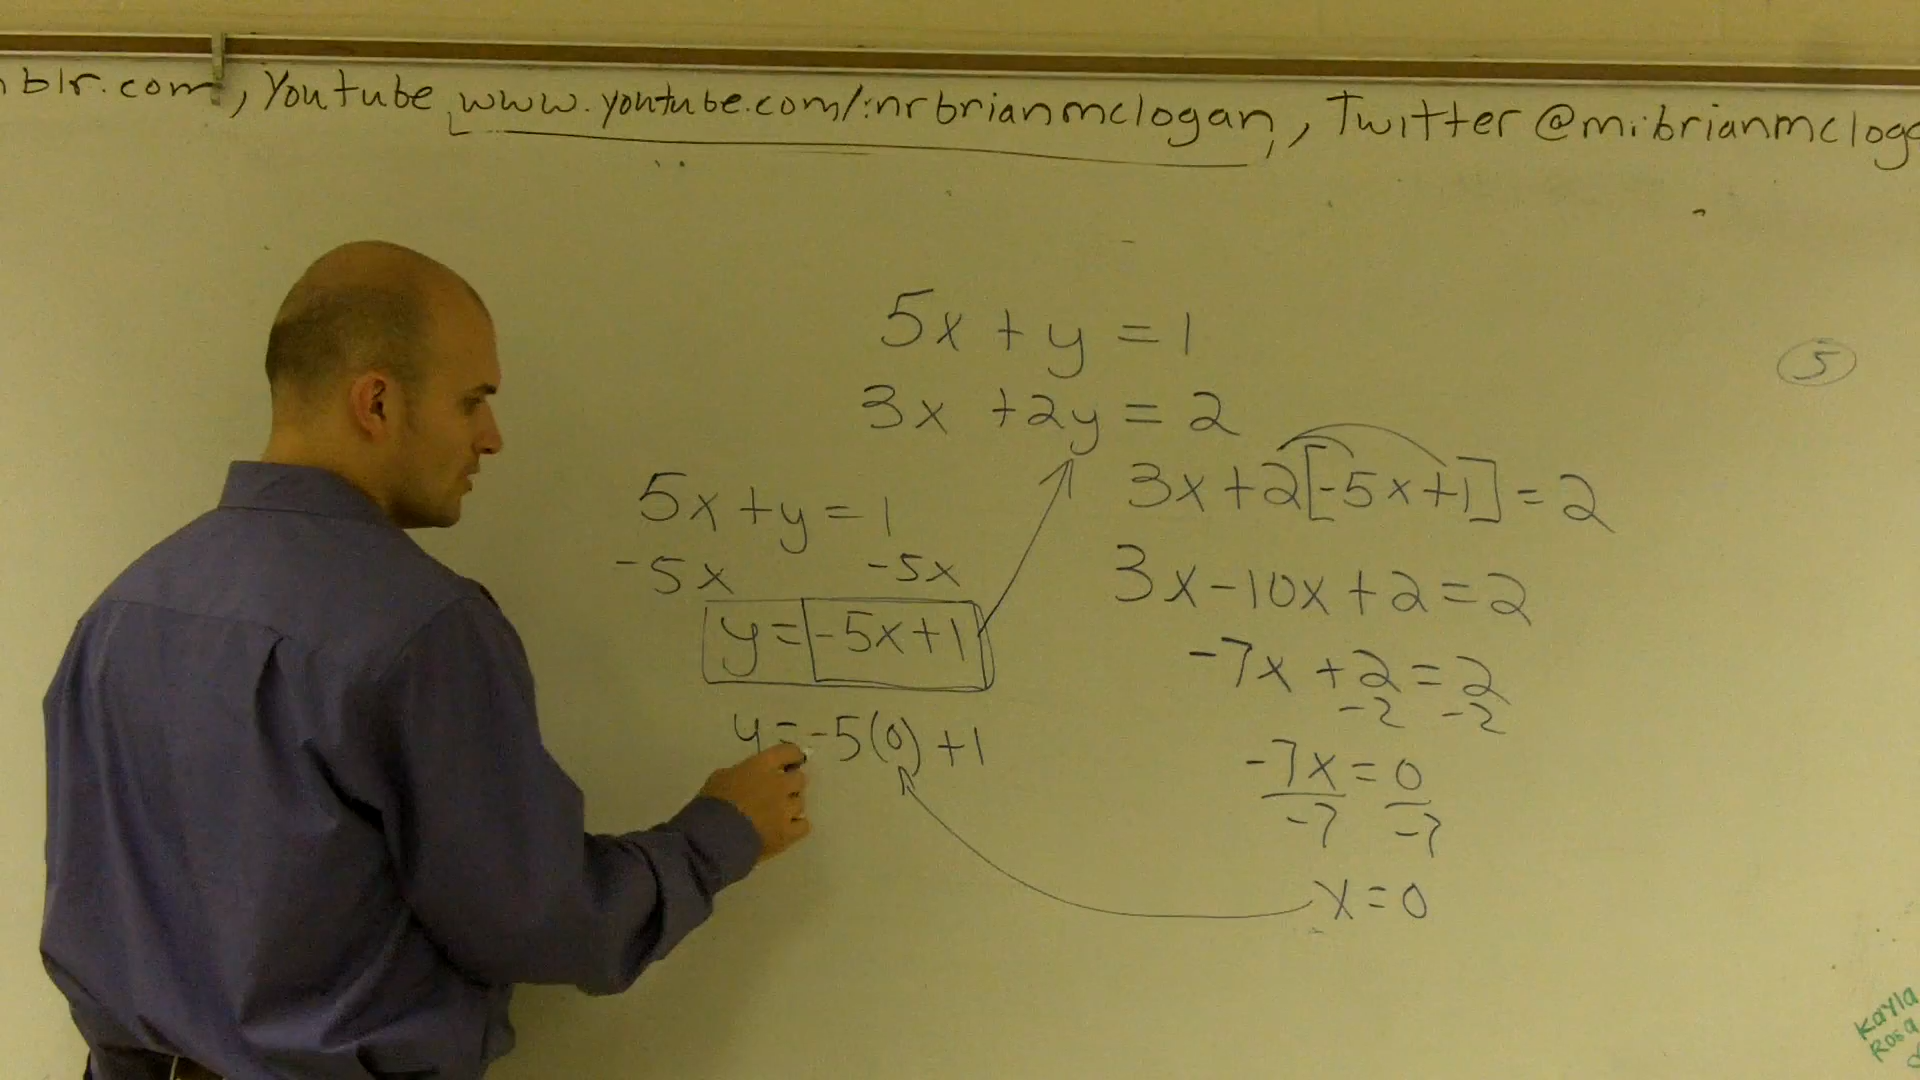 blr.com, Youtube www.youtube.com/mrbrianmclogan, Twitter @mrbrianmcloga
5x + y = 1
3x + 2y = 2
5
5x + y = 1
-5x -5x
y = -5x + 1
y = -5(0) + 1
3x + 2[-5x + 1] = 2
3x - 10x + 2 = 2
-7x + 2 = 2
-2 -2
-7x = 0
-7 -7
x = 0
Kayla
Rosa